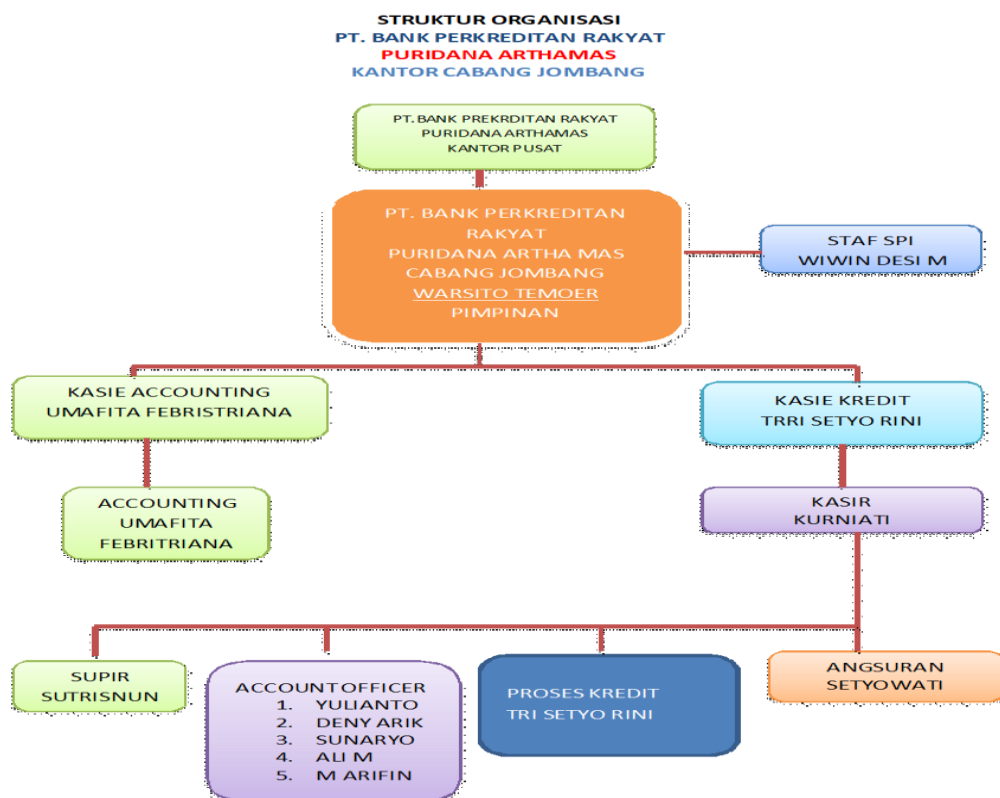 STRUKTUR ORGANISASI
PT. BANK PERKREDITAN RAKYAT
PURIDANA ARTHAMAS
KANTOR CABANG JOMBANG
PT. BANK PREKRDITAN RAKYAT
PURIDANA ARTHAMAS
KANTOR PUSAT
PT. BANK PERKREDITAN
RAKYAT
PURIDANA ARTHA MAS
CABANG JOMBANG
WARSITO TEMOER
PIMPINAN
STAF SPI
WIWIN DESI M
KASIE ACCOUNTING
UMAFITA FEBRISTRIANA
KASIE KREDIT
TRRI SETYO RINI
ACCOUNTING
UMAFITA
FEBRITRIANA
KASIR
KURNIATI
SUPIR
SUTRISNUN
ACCOUNT OFFICER
1. YULIANTO
2. DENY ARIK
3. SUNARYO
4. ALI M
5. M ARIFIN
PROSES KREDIT
TRI SETYO RINI
ANGSURAN
SETYOWATI